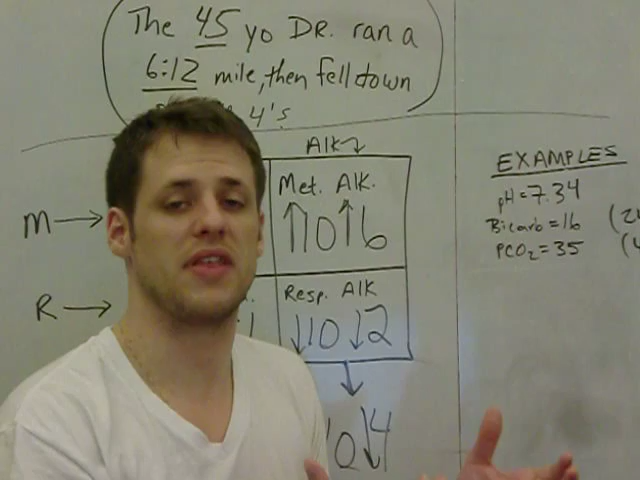 The 45 yo DR. ran a
6:12 mile, then fell down
4's
Alk
Met. Alk.
M → ↑10 ↑6
Resp. Alk
R → ↓10 ↓2
10 ↓4
EXAMPLES
pH = 7.34
Bicarb = 16
PCO2 = 35